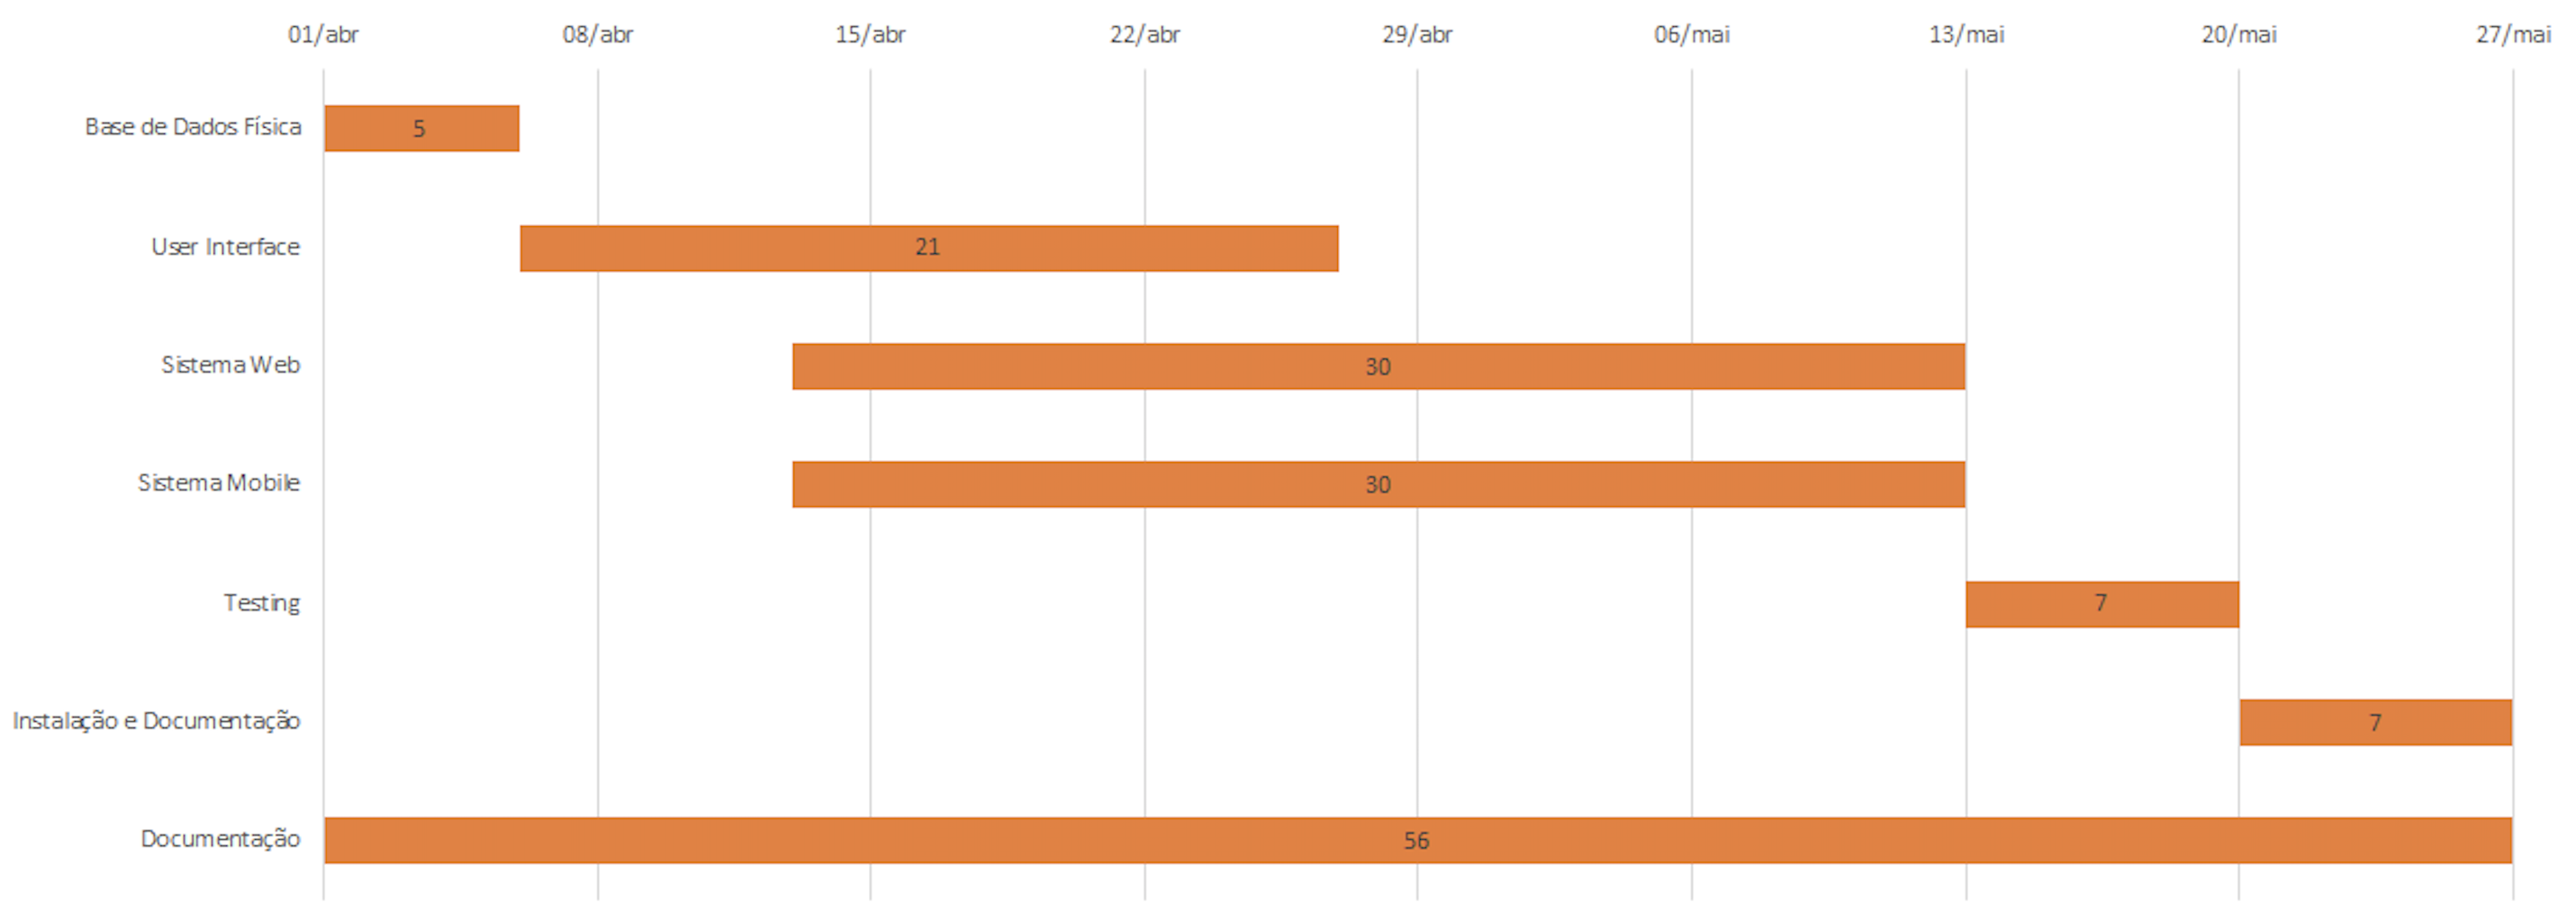 01/abr 08/abr 15/abr 22/abr 29/abr 06/mai 13/mai 20/mai 27/mai
Base de Dados Física 5
User Interface 21
Sistema Web 30
Sistema Mobile 30
Testing 7
Instalação e Documentação 7
Documentação 56